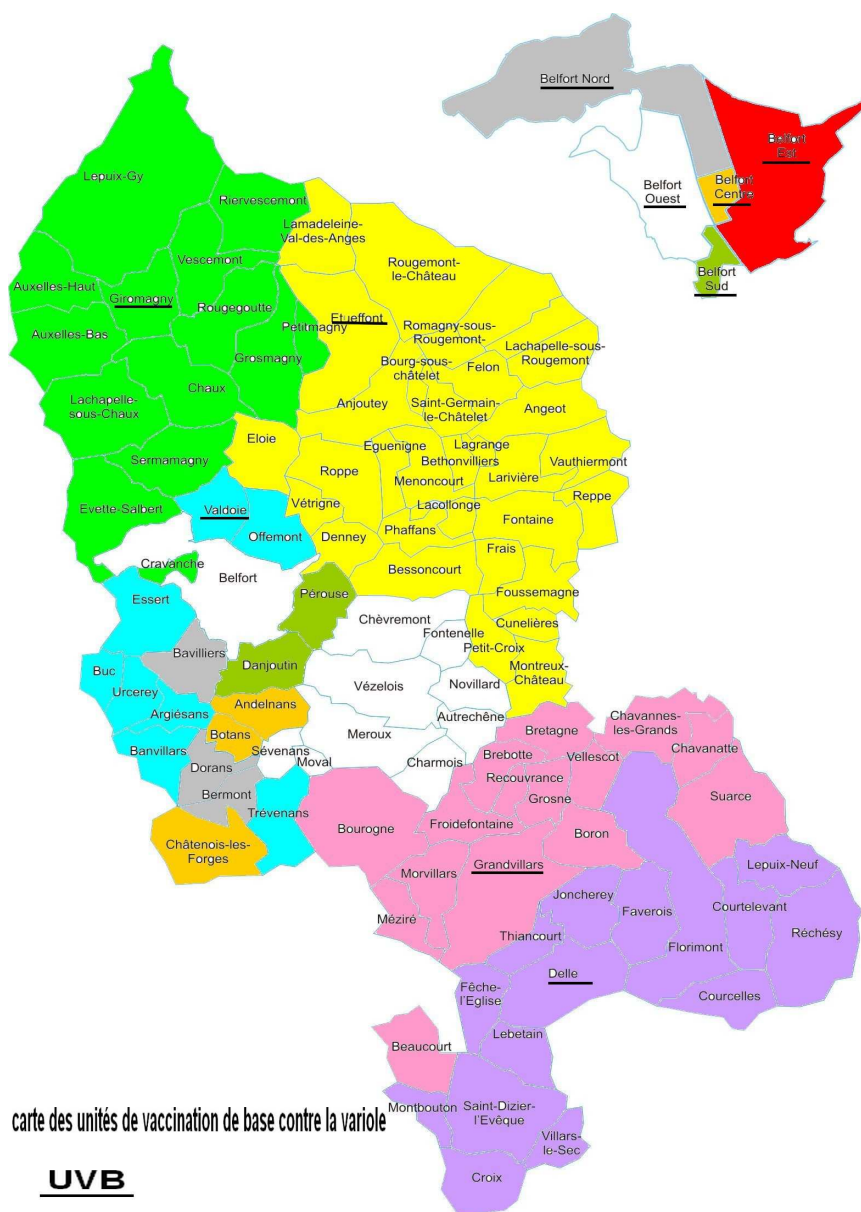 Belfort Nord
Belfort
Est
Belfort
Centre
Belfort
Ouest
Belfort
Sud
Lepuix-Gy
Riervescemont
Lamadeleine-
Val-des-Anges
Rougemont-
le-Château
Vescemont
Auxelles-Haut
Giromagny
Rougegoutte
Etueffont
Petitmagny
Auxelles-Bas
Romagny-sous-
Rougemont-
Lachapelle-sous-
Rougemont
Grosmagny
Bourg-sous-
châtelet
Felon
Chaux
Lachapelle-
sous-Chaux
Anjoutey
Saint-Germain-
le-Châtelet
Angeot
Eloie
Eguenigne
Lagrange
Sermamagny
Bethonvilliers
Vauthiermont
Roppe
Menoncourt
Larivière
Reppe
Evette-Salbert
Valdoie
Vétrigne
Lacollonge
Offemont
Denney
Phaffans
Fontaine
Frais
Cravanche
Belfort
Bessoncourt
Essert
Pérouse
Foussemagne
Chèvremont
Cunelières
Fontenelle
Bavilliers
Petit-Croix
Danjoutin
Montreux-
Château
Buc
Vézelois
Novillard
Urcerey
Andelnans
Argiésans
Autrechêne
Chavannes-
les-Grands
Botans
Bretagne
Meroux
Banvillars
Sévenans
Chavanatte
Brebotte
Vellescot
Moval
Charmois
Dorans
Recouvrance
Suarce
Bermont
Grosne
Trévenans
Bourogne
Froidefontaine
Boron
Châtenois-les-
Forges
Grandvillars
Lepuix-Neuf
Morvillars
Joncherey
Courtelevant
Méziré
Faverois
Réchésy
Thiancourt
Florimont
Delle
Fêche-
l'Eglise
Courcelles
Lebetain
Beaucourt
Montbouton
Saint-Dizier-
l'Evêque
carte des unités de vaccination de base contre la variole
Villars-
le-Sec
Croix
UVB